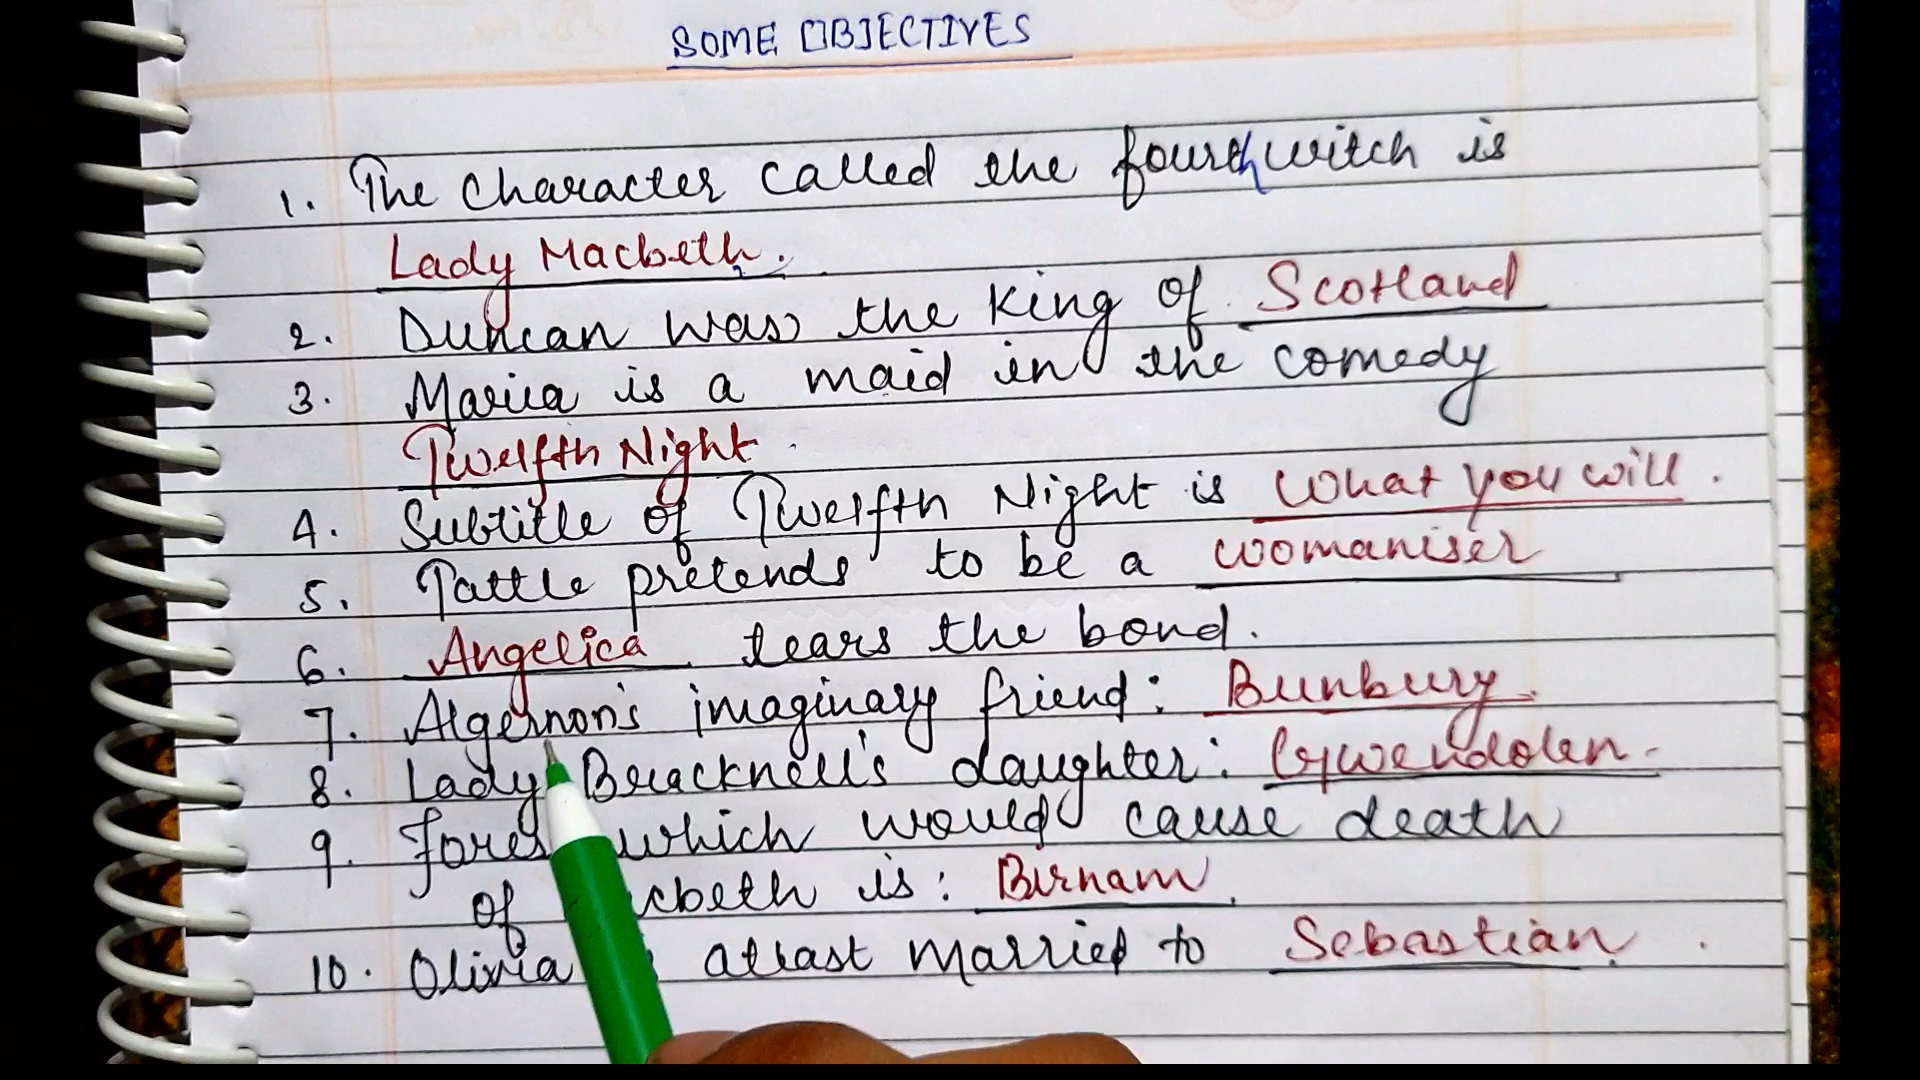 SOME OBJECTIVES
1. The Character called the fourth witch is
Lady Macbeth.
2. Duncan was the King of Scotland
3. Maria is a maid in the comedy
Twelfth Night.
4. Subtitle of Twelfth Night is What you will.
5. Tattle pretends to be a womaniser
6. Angelica tears the bond.
7. Algernon's imaginary friend: Bunbury.
8. Lady Bracknell's daughter: Gwendolen.
9. Fores which would cause death
of cbeth is: Birnam.
10. Olivia atlast Married to Sebastian.